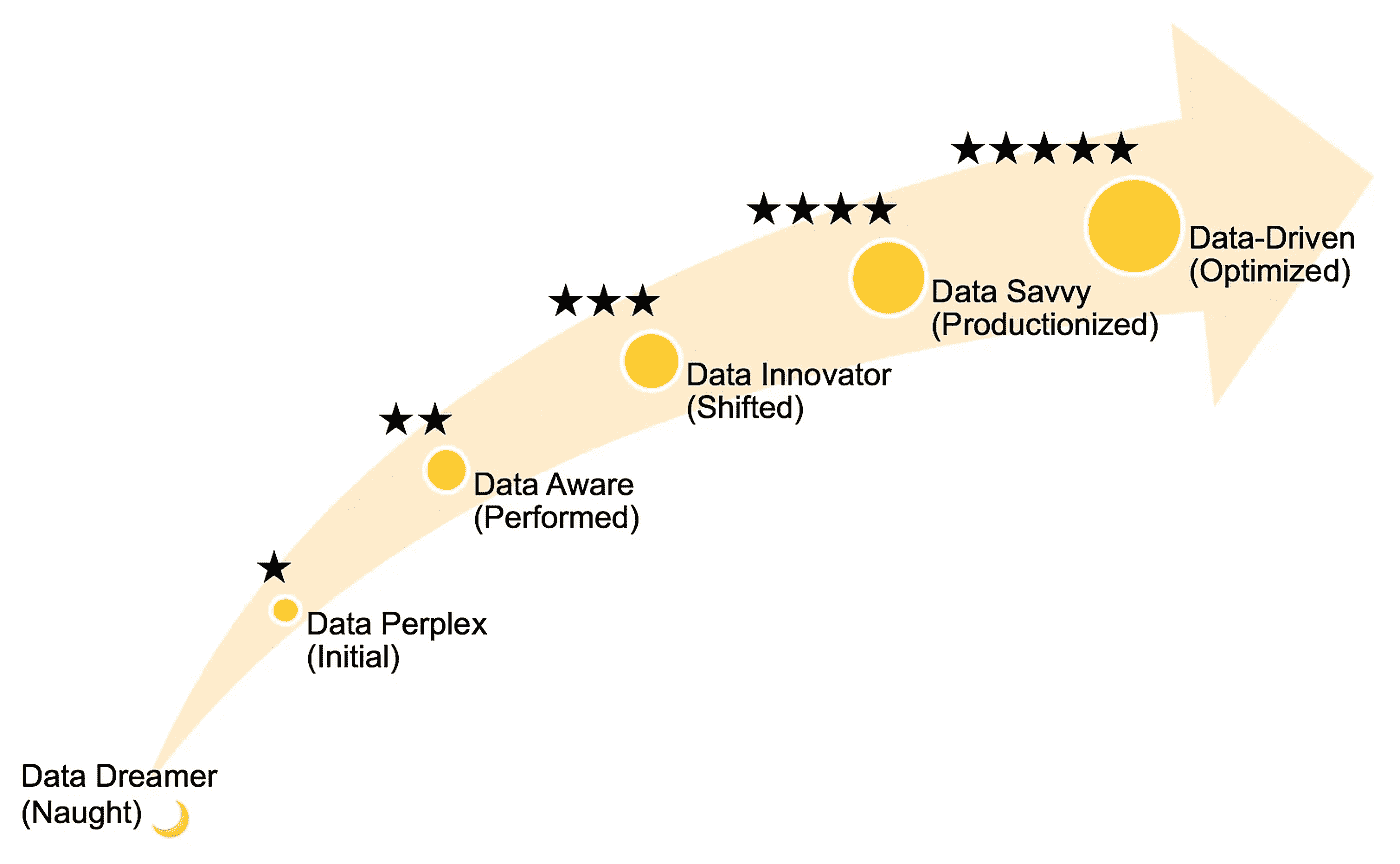 Data-Driven
(Optimized)
Data Savvy
(Productionized)
Data Innovator
(Shifted)
Data Aware
(Performed)
Data Perplex
(Initial)
Data Dreamer
(Naught)